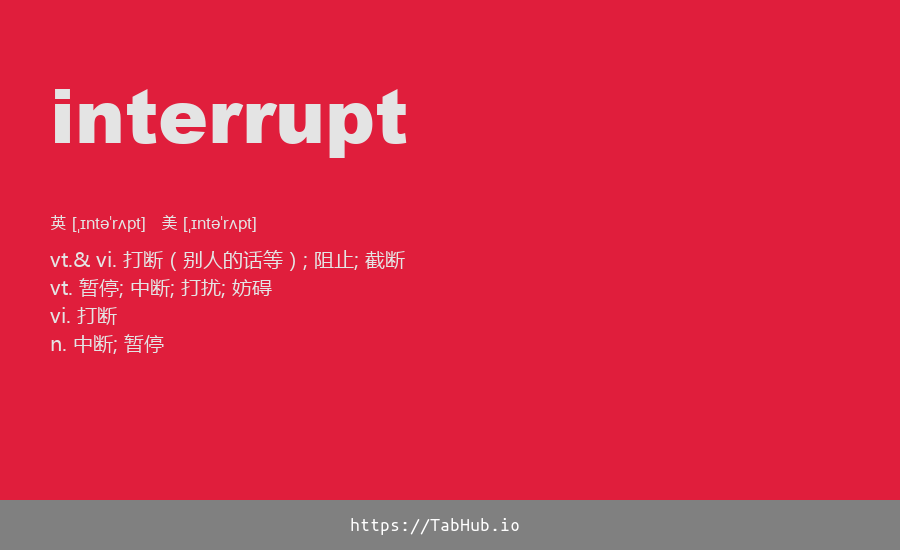 interrupt
英 [ˌɪntəˈrʌpt] 美 [ˌɪntəˈrʌpt]
vt.& vi. 打断（别人的话等）; 阻止; 截断
vt. 暂停; 中断; 打扰; 妨碍
vi. 打断
n. 中断; 暂停
https://TabHub.io